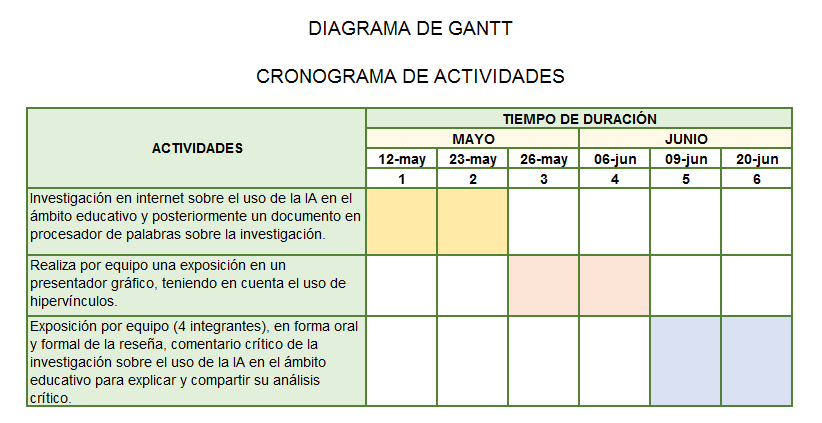 DIAGRAMA DE GANTT
CRONOGRAMA DE ACTIVIDADES
ACTIVIDADES
TIEMPO DE DURACIÓN
MAYO JUNIO
12-may 23-may 26-may 06-jun 09-jun 20-jun
1 2 3 4 5 6
Investigación en internet sobre el uso de la IA en el
ámbito educativo y posteriormente un documento en
procesador de palabras sobre la investigación.
Realiza por equipo una exposición en un
presentador gráfico, teniendo en cuenta el uso de
hipervínculos.
Exposición por equipo (4 integrantes), en forma oral
y formal de la reseña, comentario crítico de la
investigación sobre el uso de la IA en el ámbito
educativo para explicar y compartir su análisis
crítico.